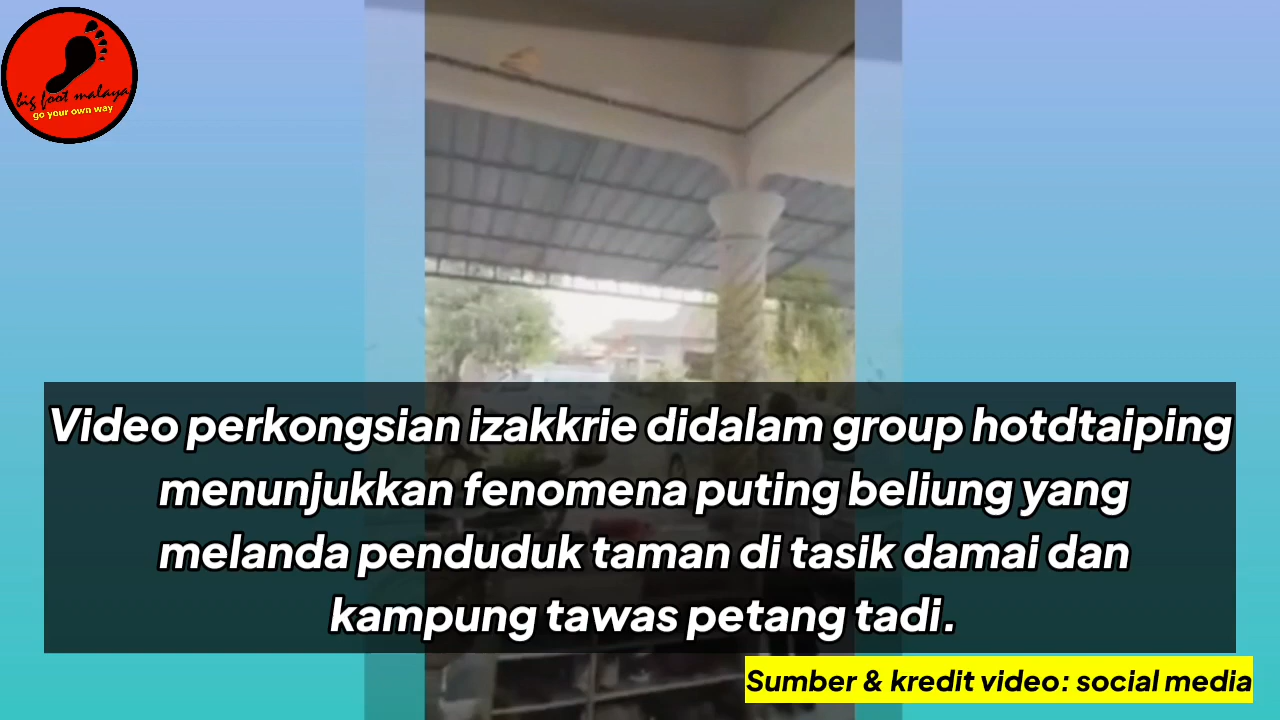 big foot malaya
go your own way
Video perkongsian izakkrie didalam group hotdtaiping
menunjukkan fenomena puting beliung yang
melanda penduduk taman di tasik damai dan
kampung tawas petang tadi.
Sumber & kredit video: social media